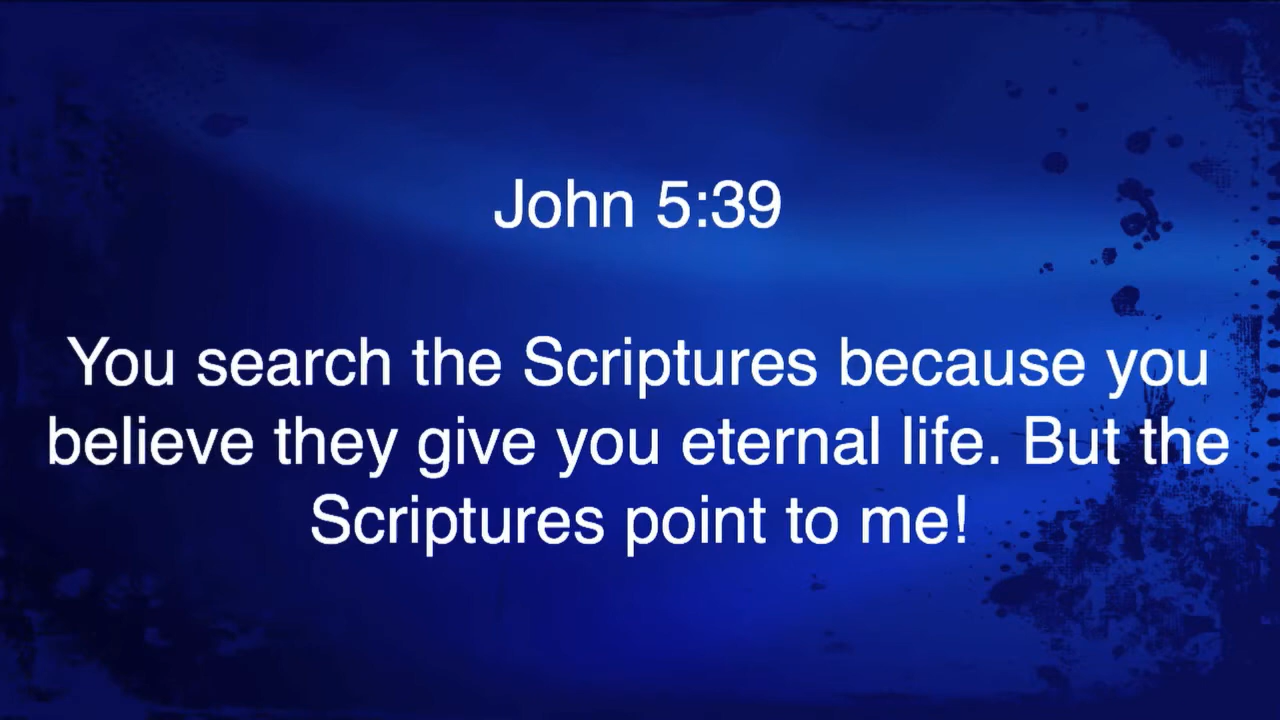 John 5:39
You search the Scriptures because you
believe they give you eternal life. But the
Scriptures point to me!